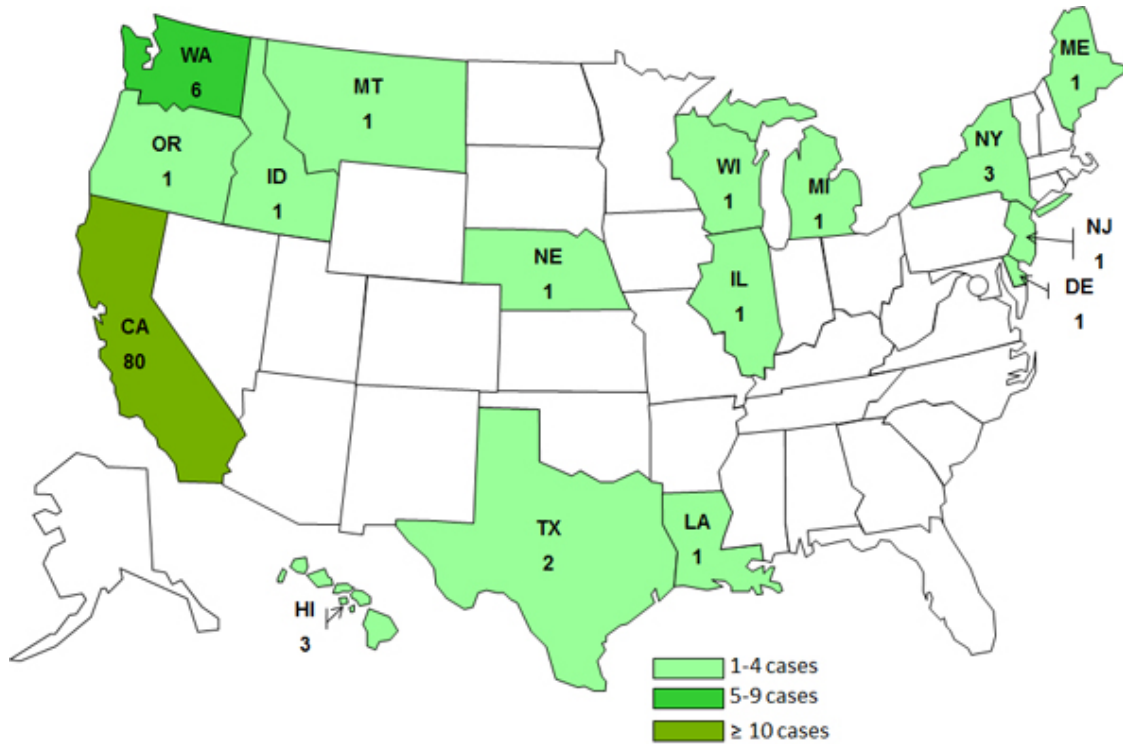 WA
6
MT
1
OR
1
ID
1
CA
80
NE
1
WI
1
MI
1
IL
1
ME
1
NY
3
NJ
1
DE
1
TX
2
LA
1
HI
3
1-4 cases
5-9 cases
≥ 10 cases